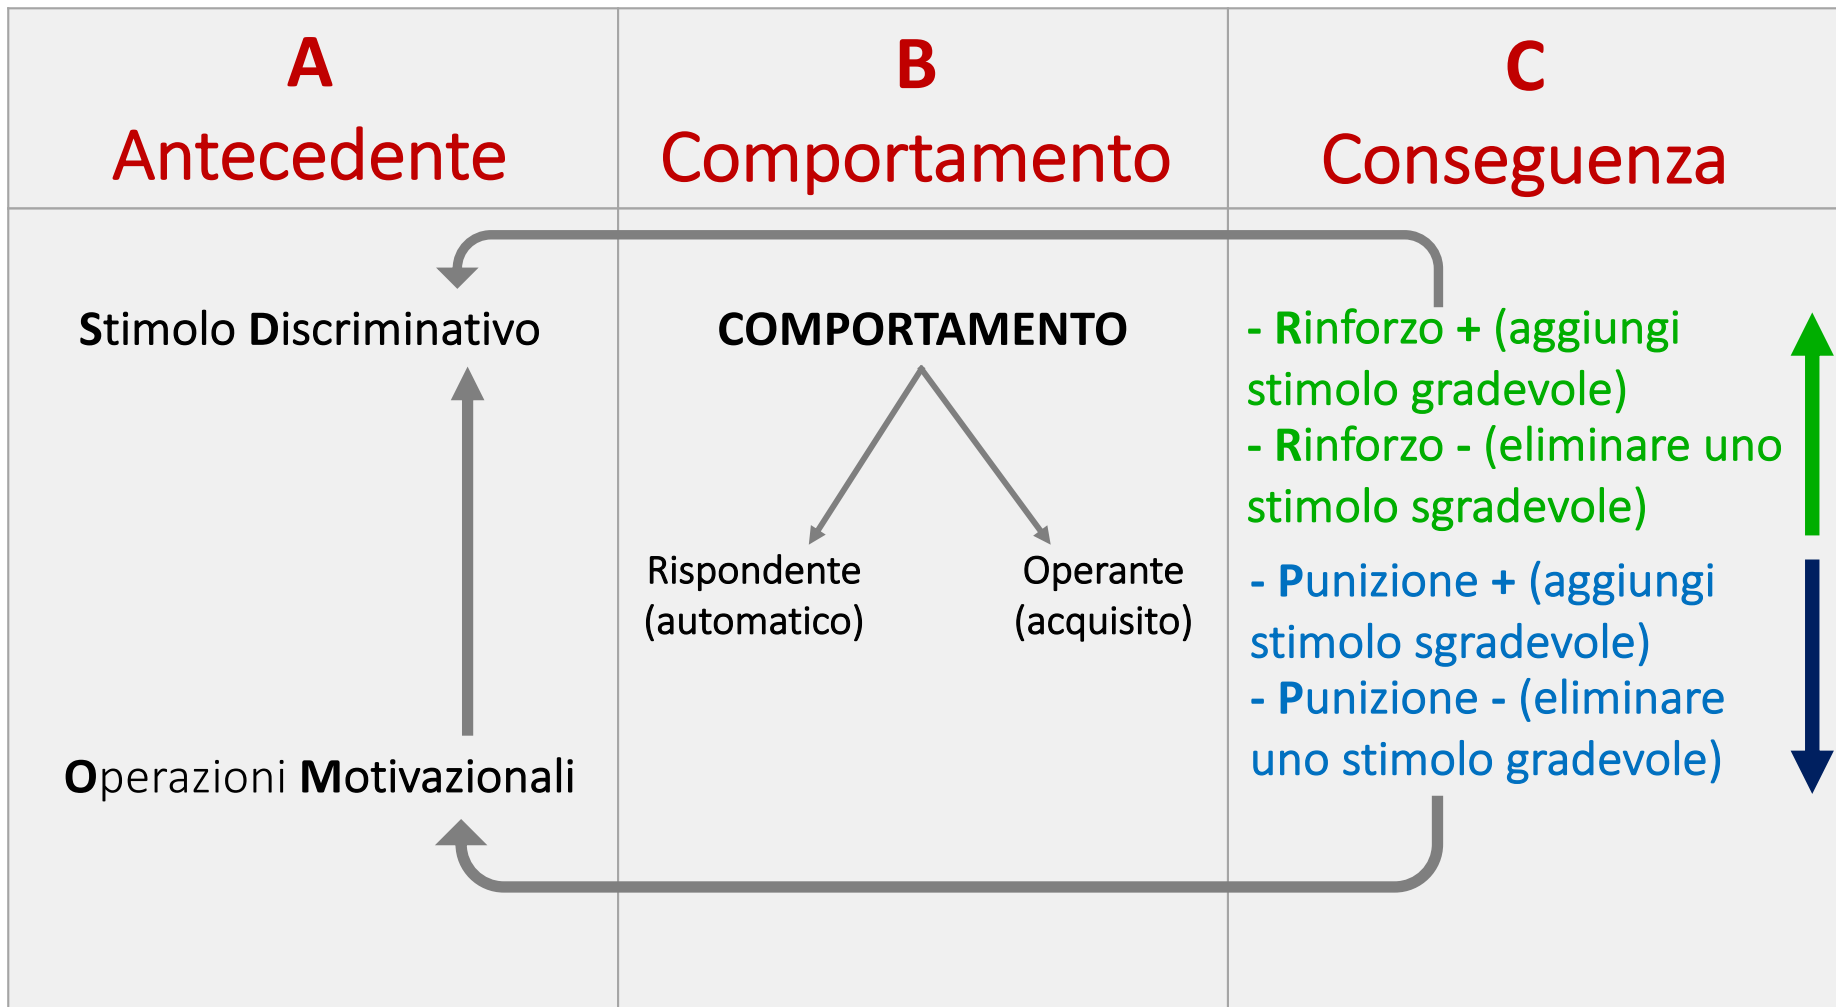 A
Antecedente
B
Comportamento
C
Conseguenza
Stimolo Discriminativo
Operazioni Motivazionali
COMPORTAMENTO
Rispondente
(automatico)
Operante
(acquisito)
- Rinforzo + (aggiungi
stimolo gradevole)
- Rinforzo - (eliminare uno
stimolo sgradevole)
- Punizione + (aggiungi
stimolo sgradevole)
- Punizione - (eliminare
uno stimolo gradevole)